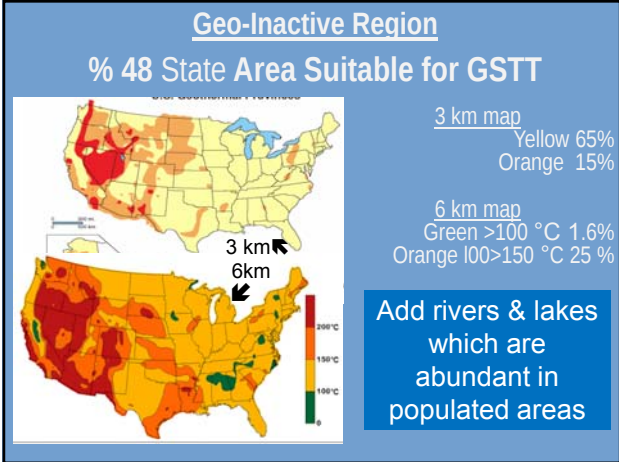 Geo-Inactive Region
% 48 State Area Suitable for GSTT
U.S. Geothermal Provinces
3 km map
Yellow 65%
Orange 15%
6 km map
Green >100 °C 1.6%
Orange l00>150 °C 25 %
3 km
6km
200°C
150°C
100°C
0
Add rivers & lakes
which are
abundant in
populated areas